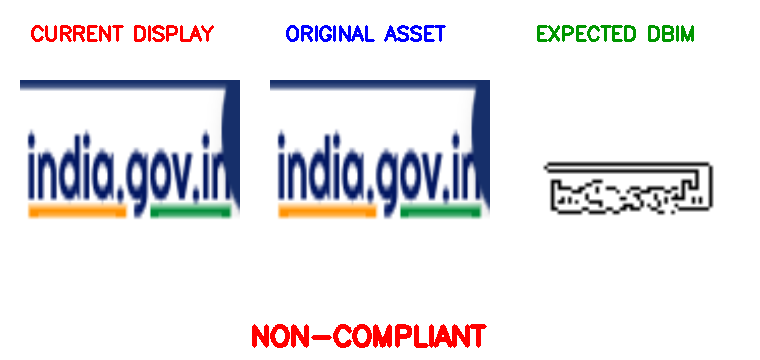 CURRENT DISPLAY
ORIGINAL ASSET
EXPECTED DBIM
india.gov.in
india.gov.in
NON-COMPLIANT